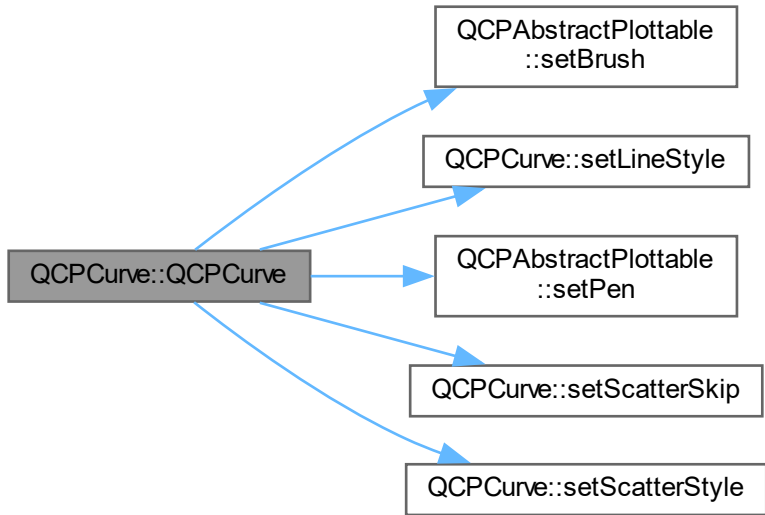 QCPAbstractPlottable
::setBrush
QCPCurve::setLineStyle
QCPCurve::QCPCurve
QCPAbstractPlottable
::setPen
QCPCurve::setScatterSkip
QCPCurve::setScatterStyle